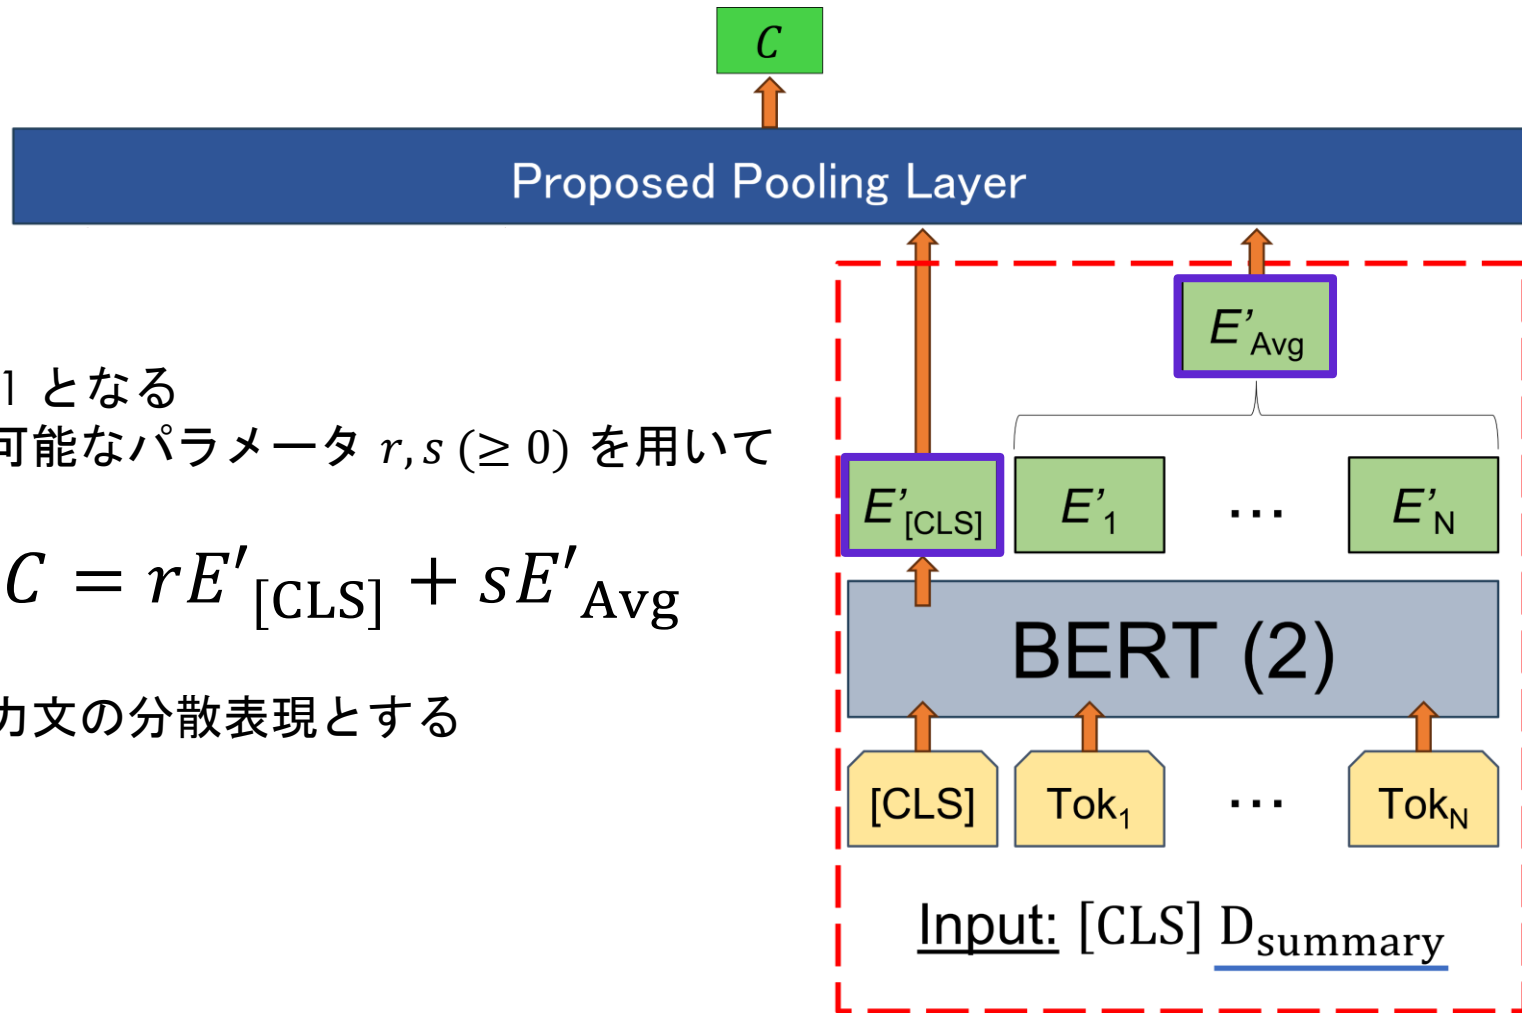 C
Proposed Pooling Layer
E’Avg
1 となる
可能なパラメータ r, s (≥ 0) を用いて
E’[CLS] E’1 … E’N
C = rE′[CLS] + sE′Avg
BERT (2)
力文の分散表現とする
[CLS] Tok1 … TokN
Input: [CLS] Dsummary